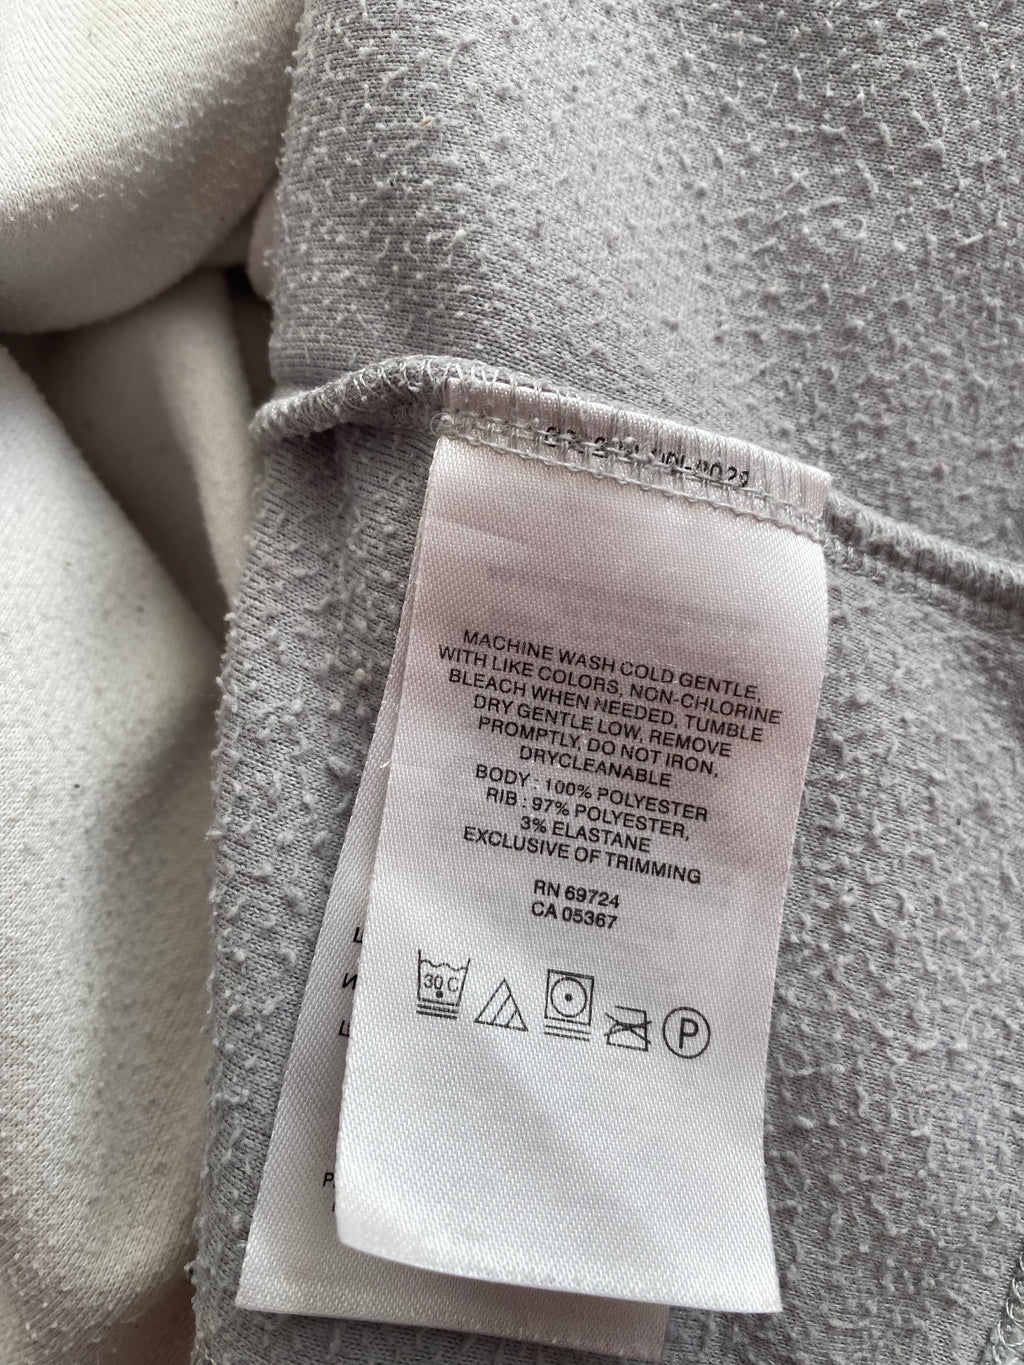 MACHINE WASH COLD GENTLE,
WITH LIKE COLORS, NON-CHLORINE
BLEACH WHEN NEEDED, TUMBLE
DRY GENTLE LOW, REMOVE
PROMPTLY, DO NOT IRON,
DRYCLEANABLE
BODY : 100% POLYESTER
RIB : 97% POLYESTER,
3% ELASTANE
EXCLUSIVE OF TRIMMING
RN 69724
CA 05367
30 C
P